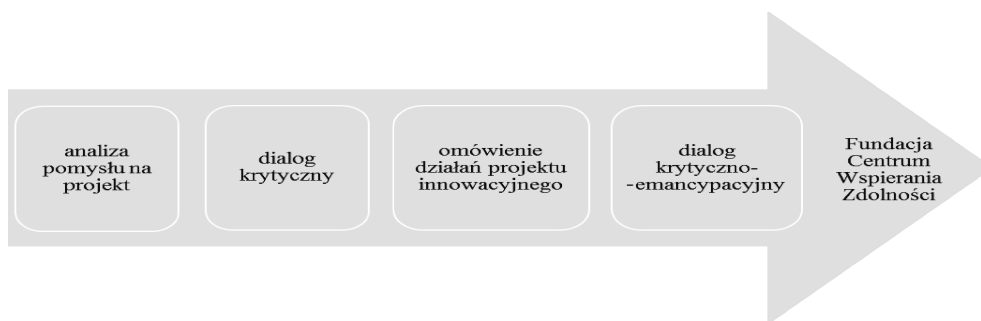 analiza
pomysłu na
projekt
dialog
krytyczny
omówienie
działań projektu
innowacyjnego
dialog
krytyczno-
-emancypacyjny
Fundacja
Centrum
Wspierania
Zdolności